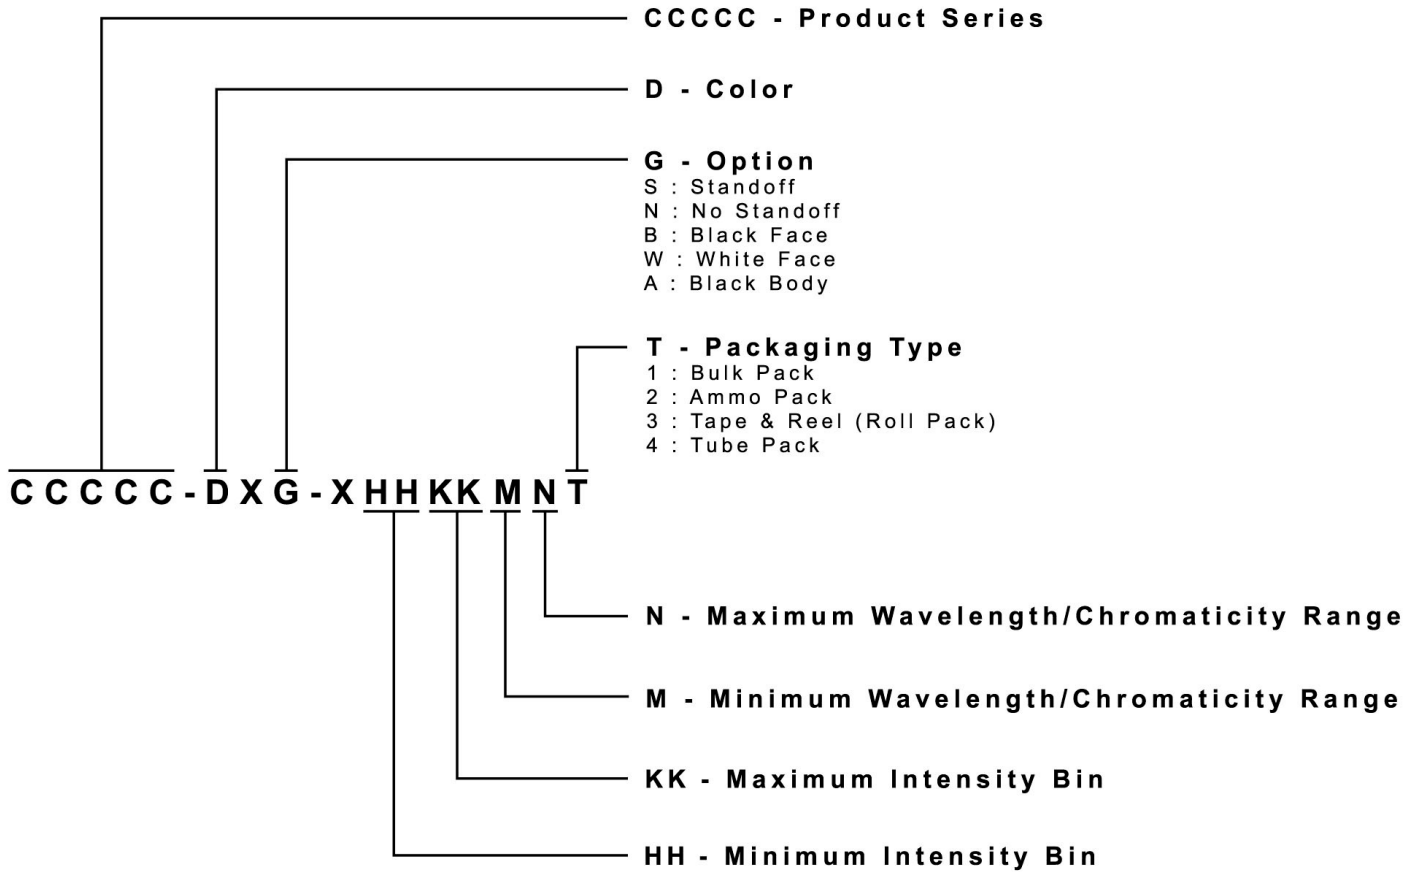 CCCCC - Product Series
D - Color
G - Option
S : Standoff
N : No Standoff
B : Black Face
W : White Face
A : Black Body
T - Packaging Type
1 : Bulk Pack
2 : Ammo Pack
3 : Tape & Reel (Roll Pack)
4 : Tube Pack
CCCCC-DXG-XHHKKMNT
N - Maximum Wavelength/Chromaticity Range
M - Minimum Wavelength/Chromaticity Range
KK - Maximum Intensity Bin
HH - Minimum Intensity Bin